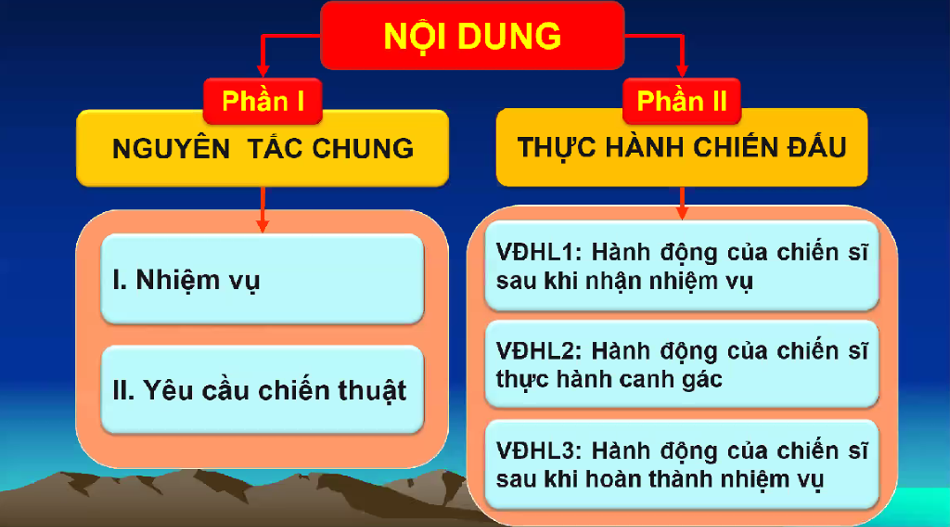 NỘI DUNG
Phần I
NGUYÊN TẮC CHUNG
I. Nhiệm vụ
II. Yêu cầu chiến thuật
Phần II
THỰC HÀNH CHIẾN ĐẤU
VĐHL1: Hành động của chiến sĩ
sau khi nhận nhiệm vụ
VĐHL2: Hành động của chiến sĩ
thực hành canh gác
VĐHL3: Hành động của chiến sĩ
sau khi hoàn thành nhiệm vụ